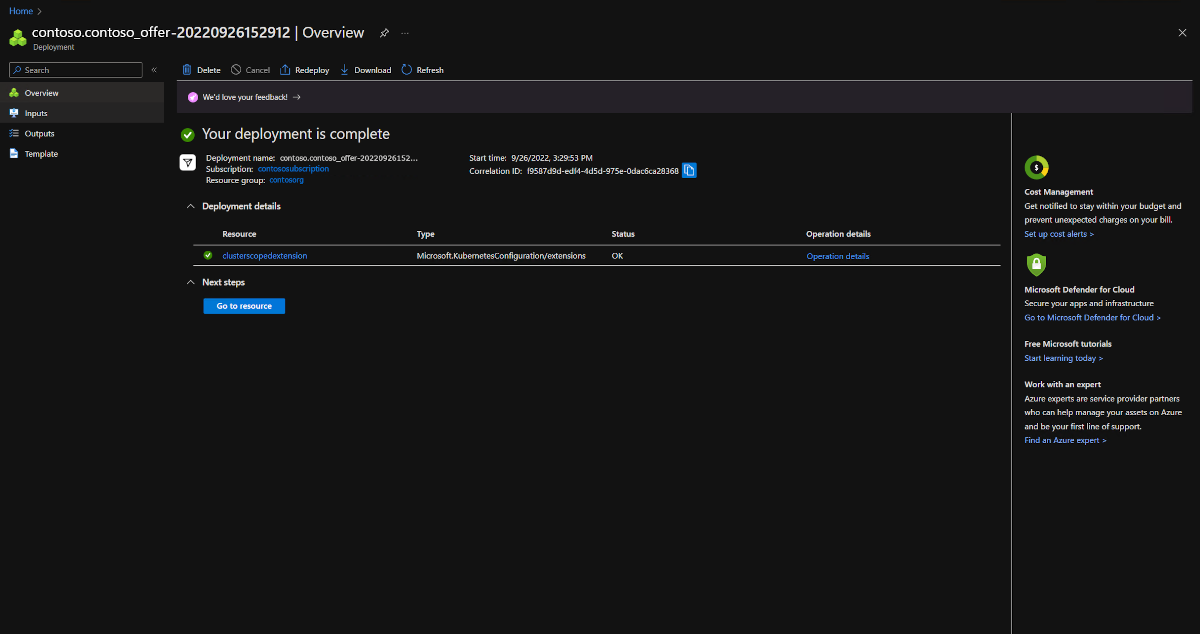 Home >
contoso.contoso_offer-20220926152912 | Overview
Deployment
Search
Overview
Inputs
Outputs
Template
Delete Cancel Redeploy Download Refresh
We'd love your feedback! →
Your deployment is complete
Deployment name: contoso.contoso_offer-20220926152...
Subscription: contososubscription
Resource group: contosorg
Start time: 9/26/2022, 3:29:53 PM
Correlation ID: f9587d9d-edf4-4d5d-975e-0dac6ca28368
Deployment details
Resource Type Status Operation details
clusterscopedextension Microsoft.KubernetesConfiguration/extensions OK Operation details
Next steps
Go to resource
Cost Management
Get notified to stay within your budget and
prevent unexpected charges on your bill.
Set up cost alerts >
Microsoft Defender for Cloud
Secure your apps and infrastructure
Go to Microsoft Defender for Cloud >
Free Microsoft tutorials
Start learning today >
Work with an expert
Azure experts are service provider partners
who can help manage your assets on Azure
and be your first line of support.
Find an Azure expert >